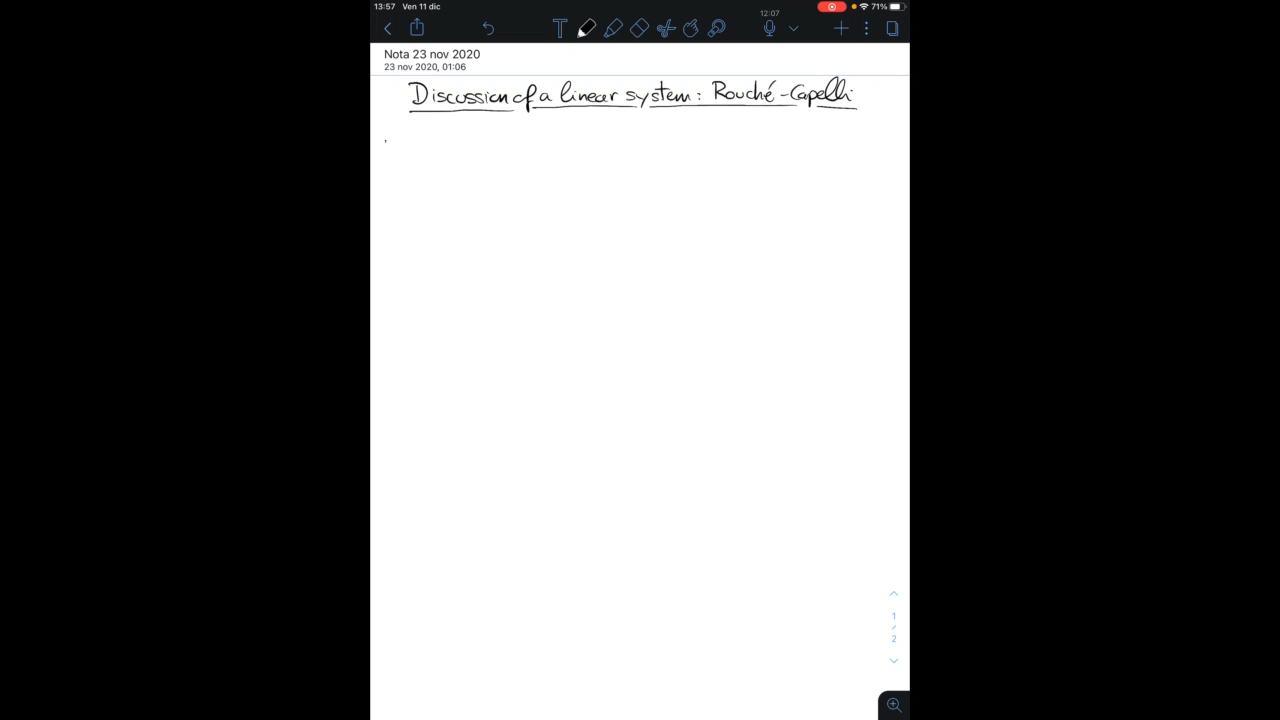 13:57 Ven 11 dic 71%
12:07
T
Nota 23 nov 2020
23 nov 2020, 01:06
Discussion of a linear system: Rouché-Capelli
1
/
2